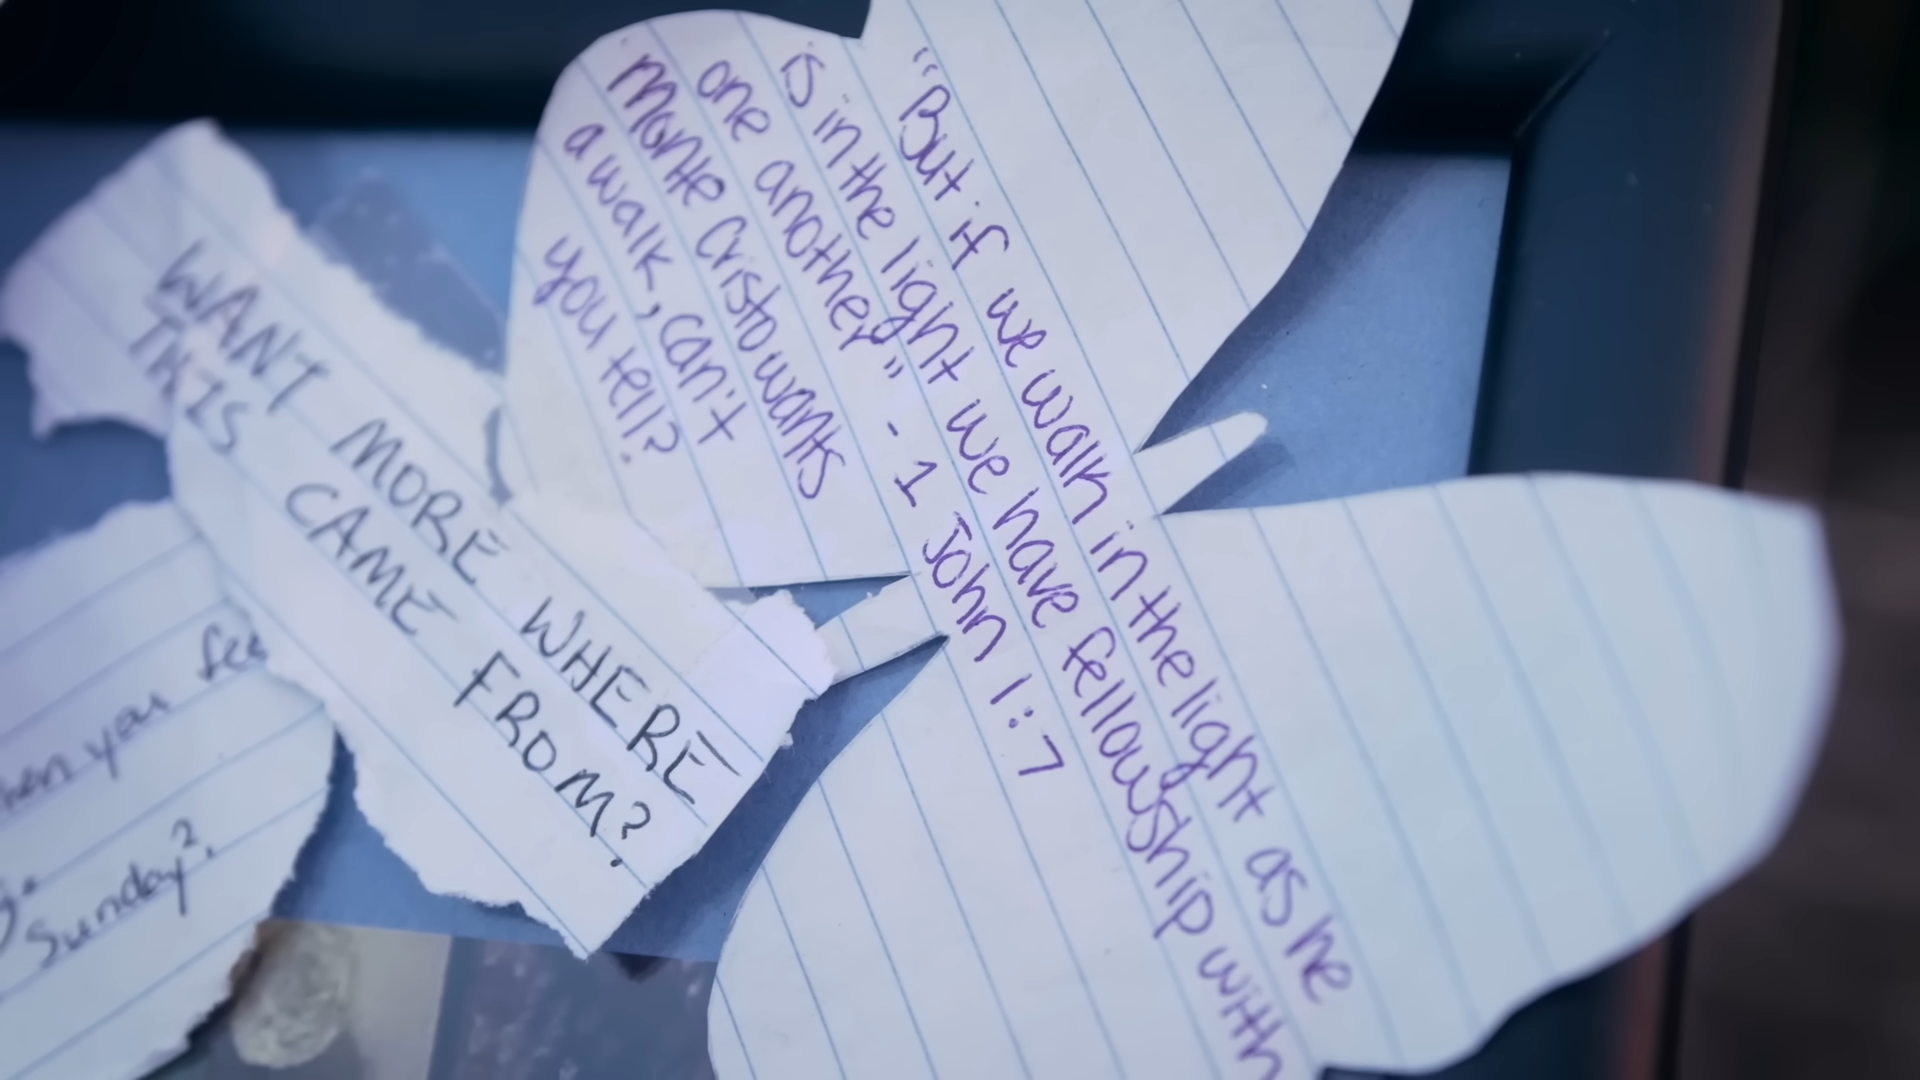 "But if we walk in the light as he
is in the light we have fellowship with
one another" - 1 John 1:7
Monte Cristo wants
a walk, can't
you tell?
WANT MORE WHERE
THIS CAME FROM?
you
Sunday?